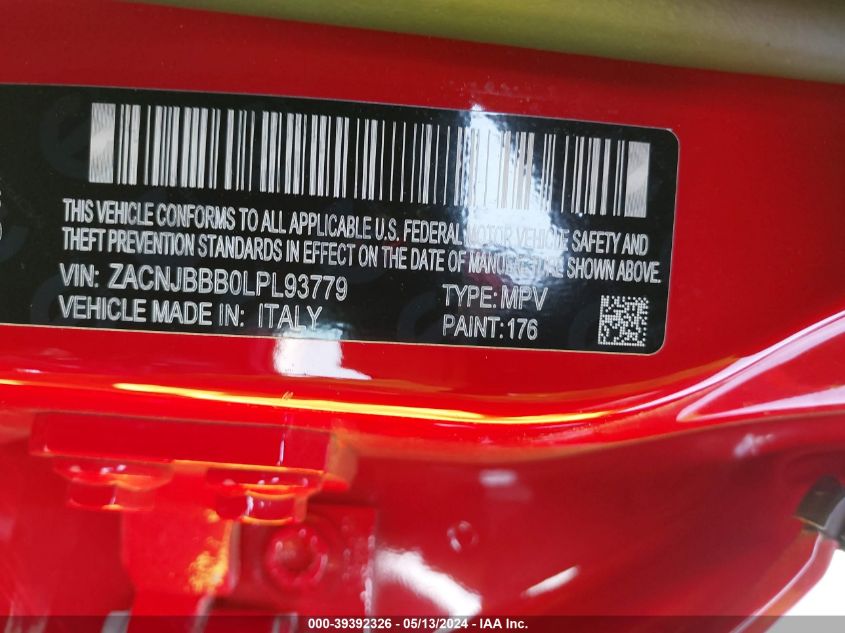 THIS VEHICLE CONFORMS TO ALL APPLICABLE U.S. FEDERAL MOTOR VEHICLE SAFETY AND
THEFT PREVENTION STANDARDS IN EFFECT ON THE DATE OF MANUFACTURE SHOWN ABOVE.
VIN: ZACNJBBB0LPL93779 TYPE: MPV
VEHICLE MADE IN: ITALY PAINT: 176
000-39392326 - 05/13/2024 - IAA Inc.